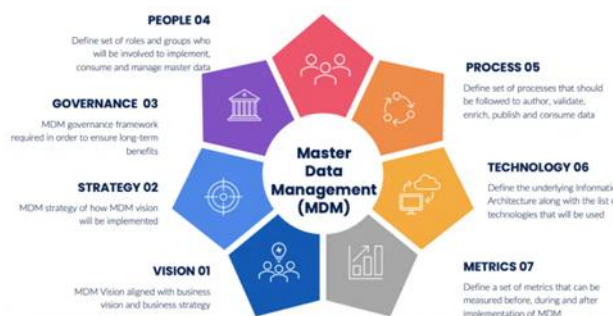 PEOPLE 04
Define set of roles and groups who
will be involved to implement,
consume and manage master data
GOVERNANCE 03
MDM governance framework
required in order to ensure long-term
benefits
STRATEGY 02
MDM strategy of how MDM vision
will be implemented
VISION 01
MDM Vision aligned with business
vision and business strategy
Master
Data
Management
(MDM)
PROCESS 05
Define set of processes that should
be followed to author, validate,
enrich, publish and consume data
TECHNOLOGY 06
Define the underlying Informati
Architecture along with the list o
technologies that will be used
METRICS 07
Define a set of metrics that can be
measured before, during and after
implementation of MDM